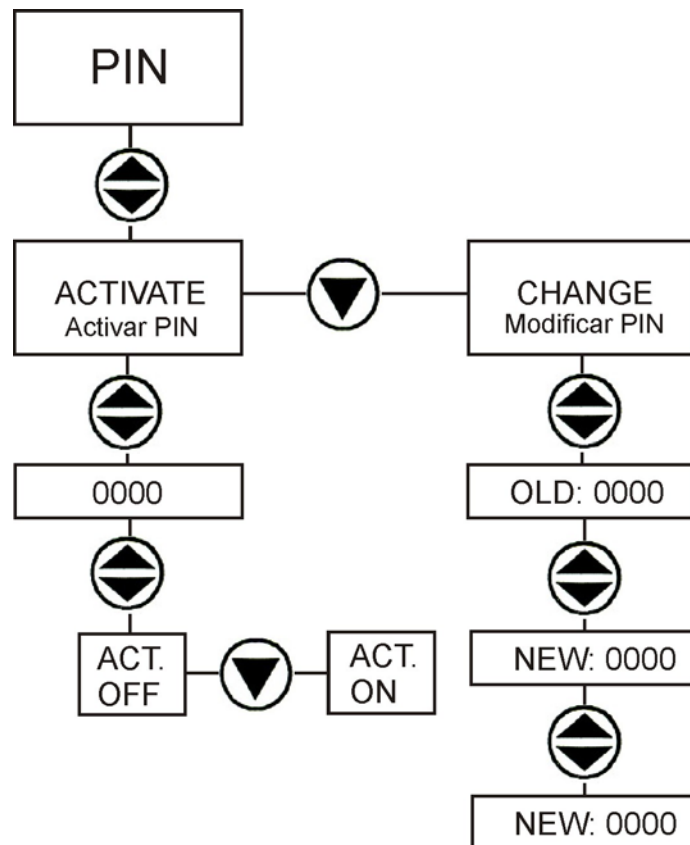 PIN
ACTIVATE
Activar PIN
CHANGE
Modificar PIN
0000
OLD: 0000
ACT.
OFF
ACT.
ON
NEW: 0000
NEW: 0000